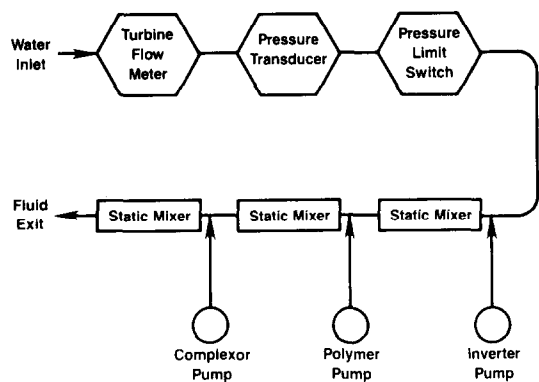 Water
Inlet
Turbine
Flow
Meter
Pressure
Transducer
Pressure
Limit
Switch
Fluid
Exit
Static Mixer
Static Mixer
Static Mixer
Complexor
Pump
Polymer
Pump
Inverter
Pump